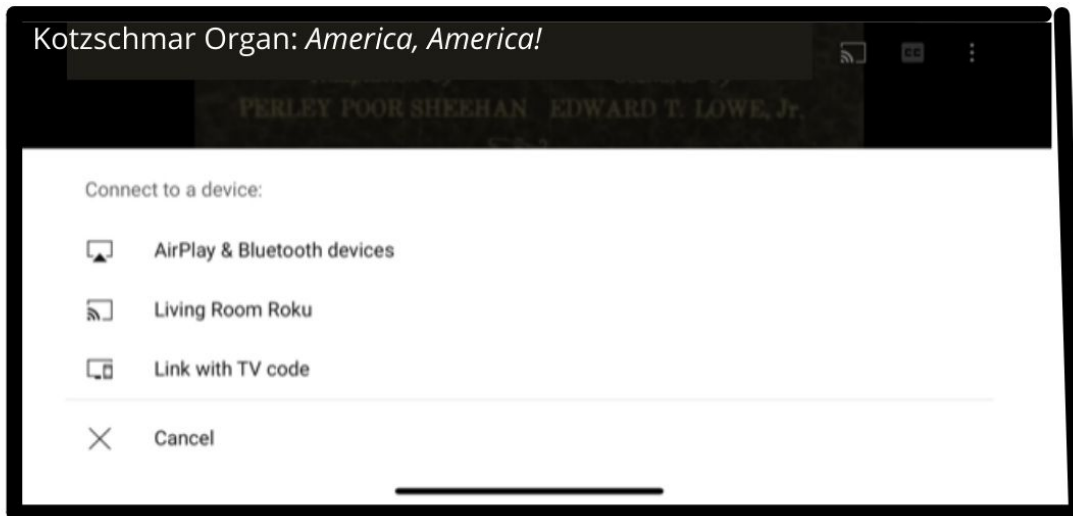 Kotzschmar Organ: America, America!
CC
PERLEY POOR SHEEHAN EDWARD T. LOWE, Jr.
Connect to a device:
AirPlay & Bluetooth devices
Living Room Roku
Link with TV code
Cancel